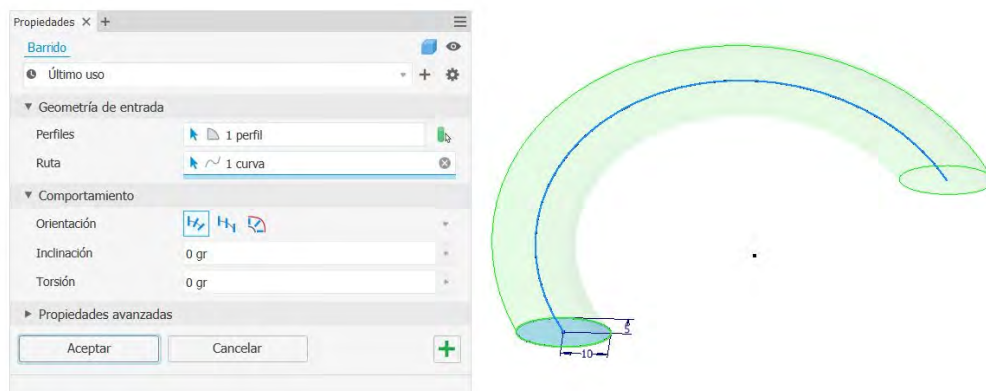 Propiedades × +
Barrido
Último uso
Geometría de entrada
Perfiles 1 perfil
Ruta 1 curva
Comportamiento
Orientación
Inclinación 0 gr
Torsión 0 gr
Propiedades avanzadas
Aceptar Cancelar
5
10